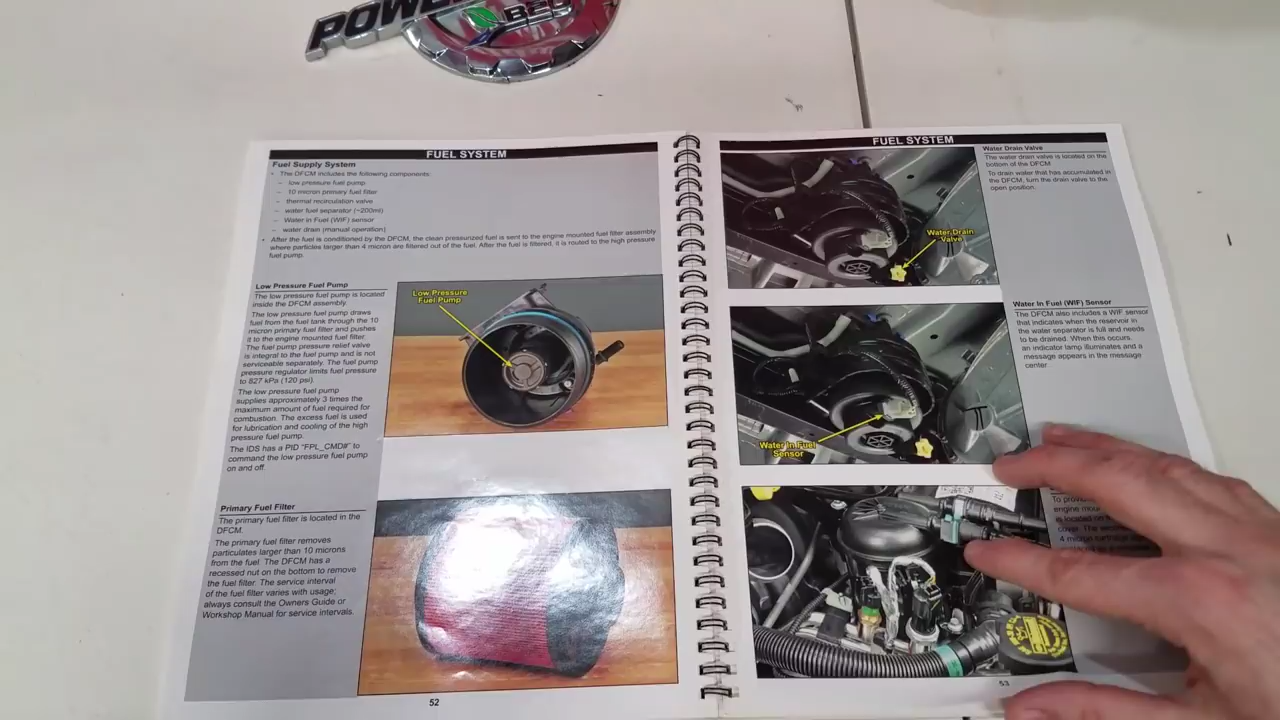 POWER
FUEL SYSTEM
Fuel Supply System
• The DFCM includes the following components:
– low pressure fuel pump
– 10 micron primary fuel filter
– thermal recirculation valve
– water fuel separator (~200ml)
– Water in Fuel (WIF) sensor
– water drain (manual operation)
• After the fuel is conditioned by the DFCM, the clean pressurized fuel is sent to the engine mounted fuel filter assembly
where particles larger than 4 micron are filtered out of the fuel. After the fuel is filtered, it is routed to the high pressure
fuel pump.
Low Pressure Fuel Pump
The low pressure fuel pump is located
inside the DFCM assembly.
The low pressure fuel pump draws
fuel from the fuel tank through the 10
micron primary fuel filter and pushes
it to the engine mounted fuel filter.
The fuel pump pressure relief valve
is integral to the fuel pump and is not
serviceable separately. The fuel pump
pressure regulator limits fuel pressure
to 827 kPa (120 psi).
The low pressure fuel pump
supplies approximately 3 times the
maximum amount of fuel required for
combustion. The excess fuel is used
for lubrication and cooling of the high
pressure fuel pump.
The IDS has a PID "FPL_CMD#" to
command the low pressure fuel pump
on and off.
Low Pressure
Fuel Pump
Primary Fuel Filter
The primary fuel filter is located in the
DFCM.
The primary fuel filter removes
particulates larger than 10 microns
from the fuel. The DFCM has a
recessed nut on the bottom to remove
the fuel filter. The service interval
of the fuel filter varies with usage;
always consult the Owners Guide or
Workshop Manual for service intervals.
52
FUEL SYSTEM
Water Drain
Valve
Water Drain Valve
The water drain valve is located on the
bottom of the DFCM
To drain water that has accumulated in
the DFCM, turn the drain valve to the
open position.
Water In Fuel
Sensor
Water In Fuel (WIF) Sensor
The DFCM also includes a WIF sensor
that indicates when the reservoir in
the water separator is full and needs
to be drained. When this occurs
an indicator lamp illuminates and a
message appears in the message
center.
engine
is located on
cover. The
4 micron
53